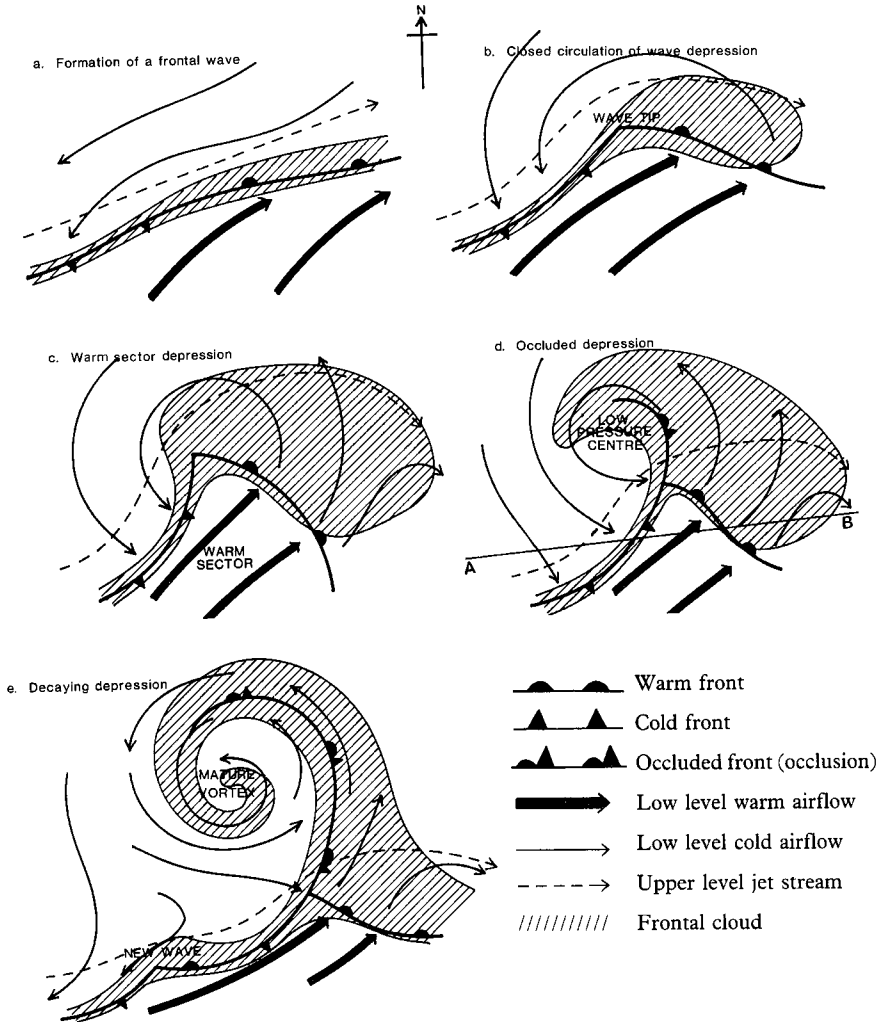 N
a. Formation of a frontal wave
b. Closed circulation of wave depression
WAVE TIP
c. Warm sector depression
WARM
SECTOR
d. Occluded depression
LOW
PRESSURE
CENTRE
A
B
e. Decaying depression
MATURE
VORTEX
NEW WAVE
Warm front
Cold front
Occluded front (occlusion)
Low level warm airflow
Low level cold airflow
Upper level jet stream
Frontal cloud